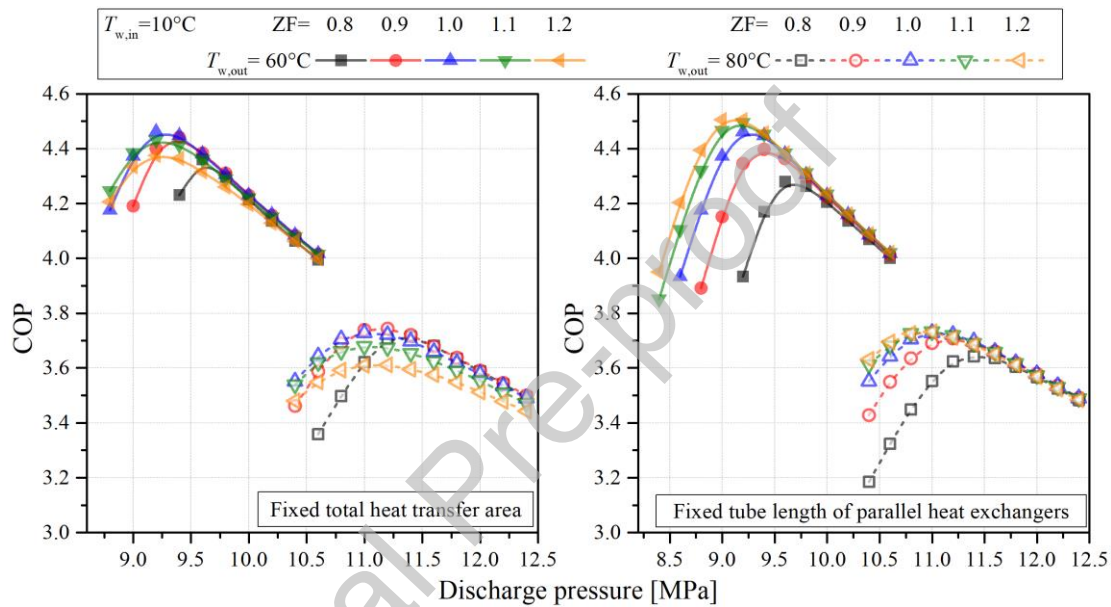 T_w,in=10°C ZF= 0.8 0.9 1.0 1.1 1.2 ZF= 0.8 0.9 1.0 1.1 1.2
T_w,out= 60°C T_w,out= 80°C
4.6 4.6
4.4 4.4
4.2 4.2
4.0 4.0
3.8 3.8
COP COP
3.6 3.6
3.4 3.4
3.2 3.2
Fixed total heat transfer area Fixed tube length of parallel heat exchangers
3.0 3.0
9.0 9.5 10.0 10.5 11.0 11.5 12.0 12.5 8.5 9.0 9.5 10.0 10.5 11.0 11.5 12.0 12.5
Discharge pressure [MPa]
al Pre-proof